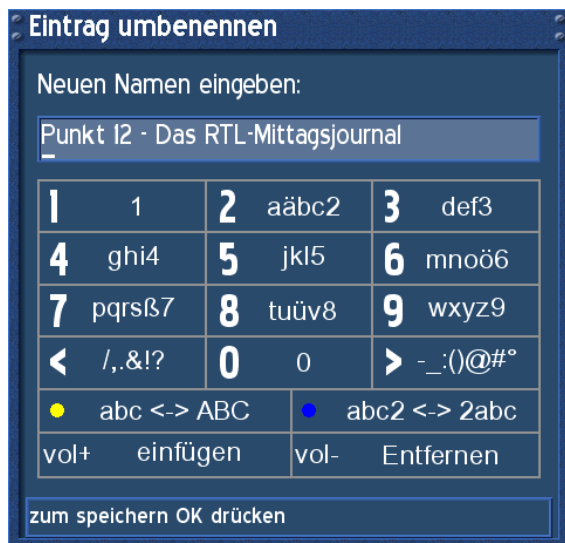 Eintrag umbenennen
Neuen Namen eingeben:
Punkt 12 - Das RTL-Mittagsjournal
1 1 2 aäbc2 3 def3
4 ghi4 5 jkl5 6 mnoö6
7 pqrsß7 8 tuüv8 9 wxyz9
< /,.&!? 0 0 > -_:()@#°
abc <-> ABC abc2 <-> 2abc
vol+ einfügen vol- Entfernen
zum speichern OK drücken